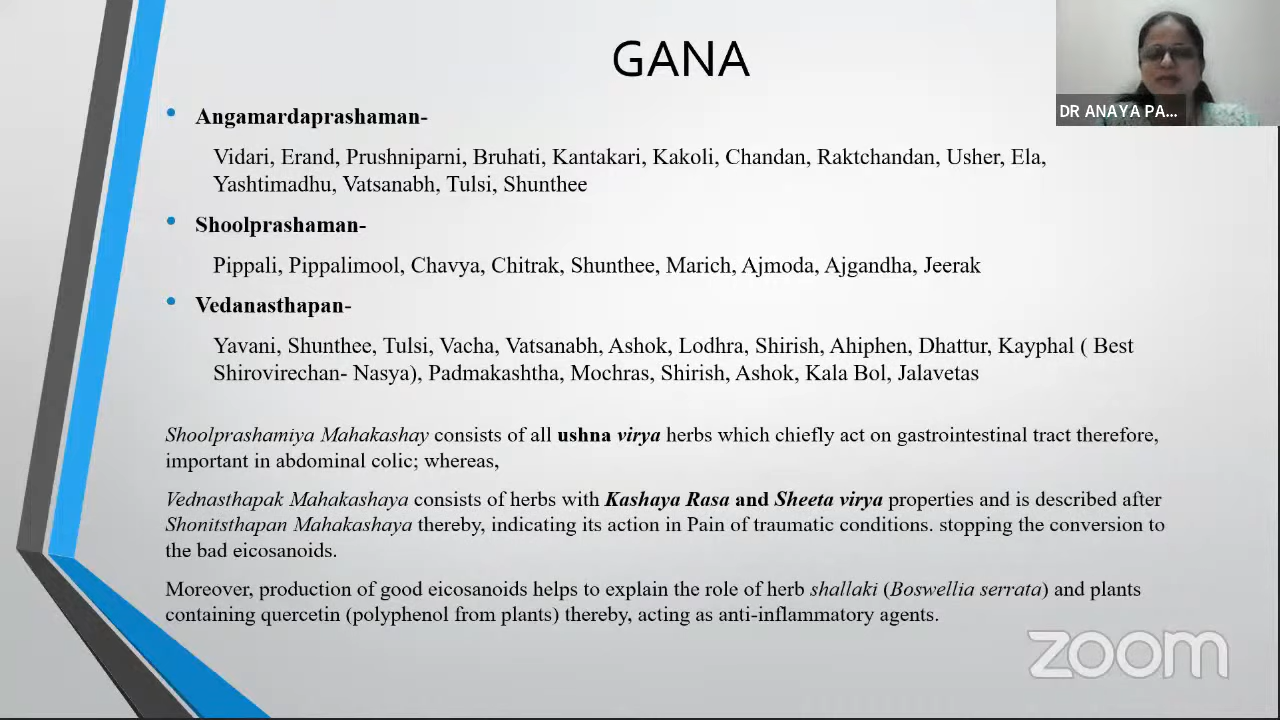 GANA
DR ANAYA PA...
Angamardaprashaman-
Vidari, Erand, Prushniparni, Bruhati, Kantakari, Kakoli, Chandan, Raktchandan, Usher, Ela,
Yashtimadhu, Vatsanabh, Tulsi, Shunthee
Shoolprashaman-
Pippali, Pippalimool, Chavya, Chitrak, Shunthee, Marich, Ajmoda, Ajgandha, Jeerak
Vedanasthapan-
Yavani, Shunthee, Tulsi, Vacha, Vatsanabh, Ashok, Lodhra, Shirish, Ahiphen, Dhattur, Kayphal ( Best
Shirovirechan- Nasya), Padmakashtha, Mochras, Shirish, Ashok, Kala Bol, Jalavetas
Shoolprashamiya Mahakashay consists of all ushna virya herbs which chiefly act on gastrointestinal tract therefore,
important in abdominal colic; whereas,
Vednasthapak Mahakashaya consists of herbs with Kashaya Rasa and Sheeta virya properties and is described after
Shonitsthapan Mahakashaya thereby, indicating its action in Pain of traumatic conditions. stopping the conversion to
the bad eicosanoids.
Moreover, production of good eicosanoids helps to explain the role of herb shallaki (Boswellia serrata) and plants
containing quercetin (polyphenol from plants) thereby, acting as anti-inflammatory agents.
zoom